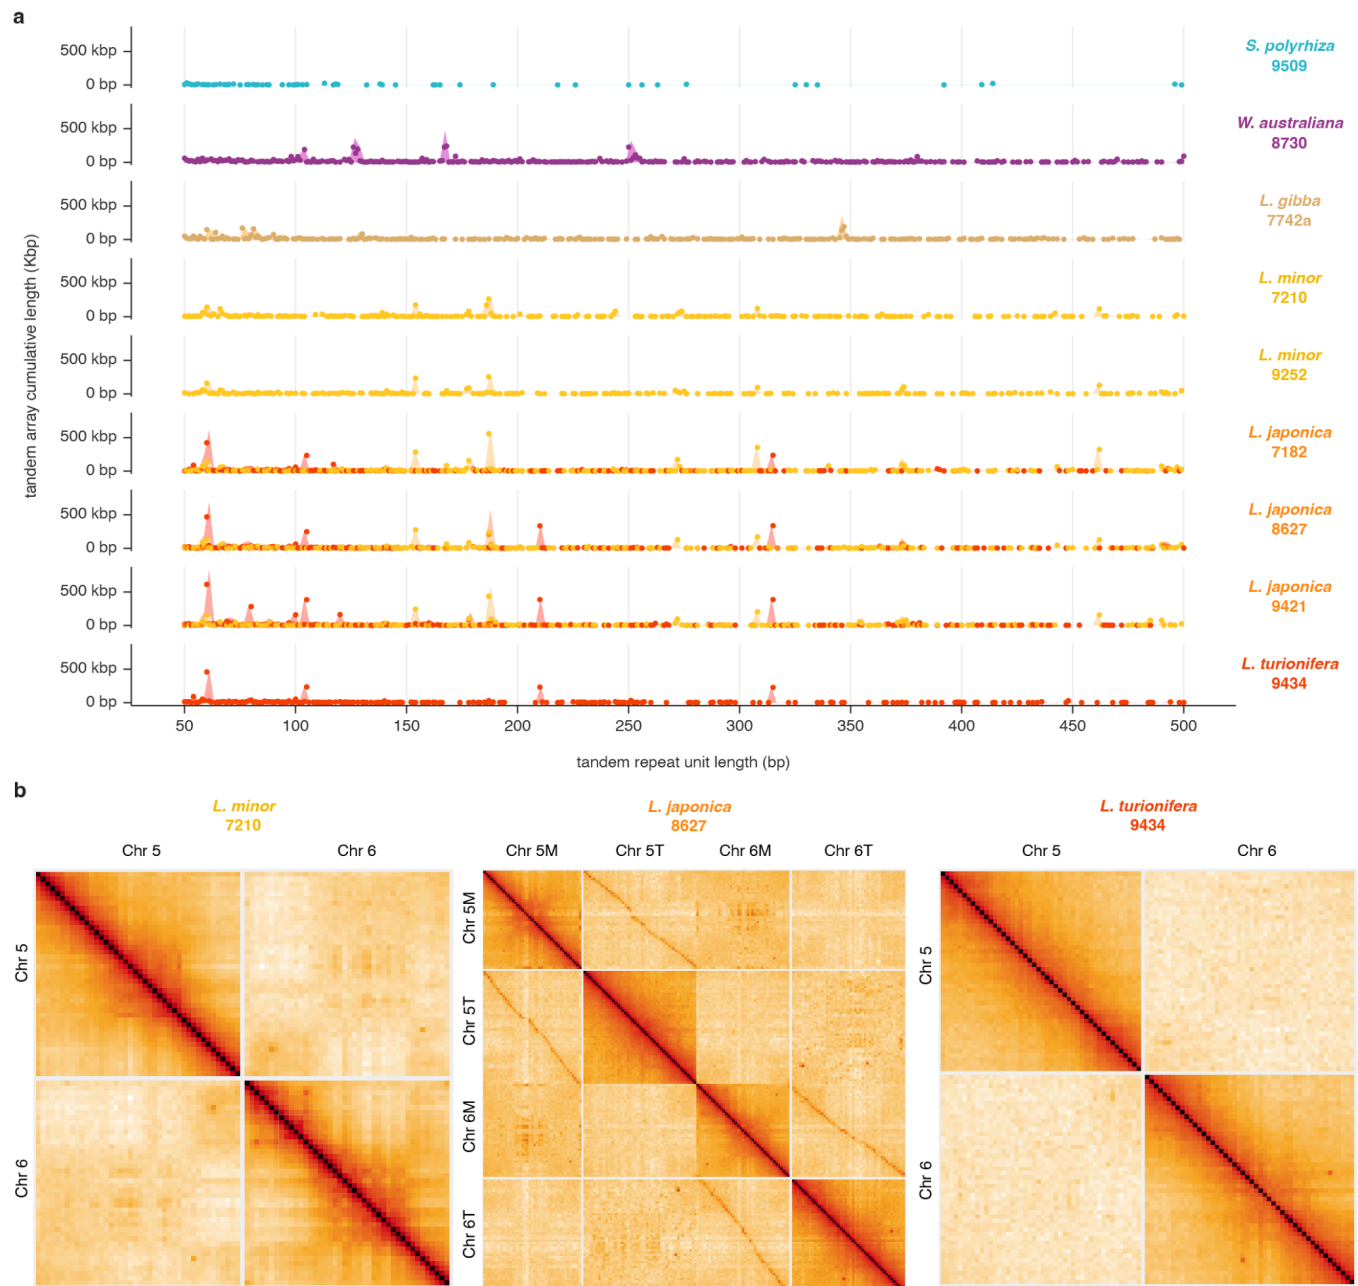 a
500 kbp
0 bp
S. polyrhiza
9509
500 kbp
0 bp
W. australiana
8730
500 kbp
0 bp
L. gibba
7742a
500 kbp
0 bp
L. minor
7210
500 kbp
0 bp
L. minor
9252
500 kbp
0 bp
L. japonica
7182
500 kbp
0 bp
L. japonica
8627
500 kbp
0 bp
L. japonica
9421
500 kbp
0 bp
L. turionifera
9434
tandem array cumulative length (Kbp)
50 100 150 200 250 300 350 400 450 500
tandem repeat unit length (bp)
b
L. minor
7210
Chr 5 Chr 6
Chr 5
Chr 6
L. japonica
8627
Chr 5M Chr 5T Chr 6M Chr 6T
Chr 5M
Chr 5T
Chr 6M
Chr 6T
L. turionifera
9434
Chr 5 Chr 6
Chr 5
Chr 6